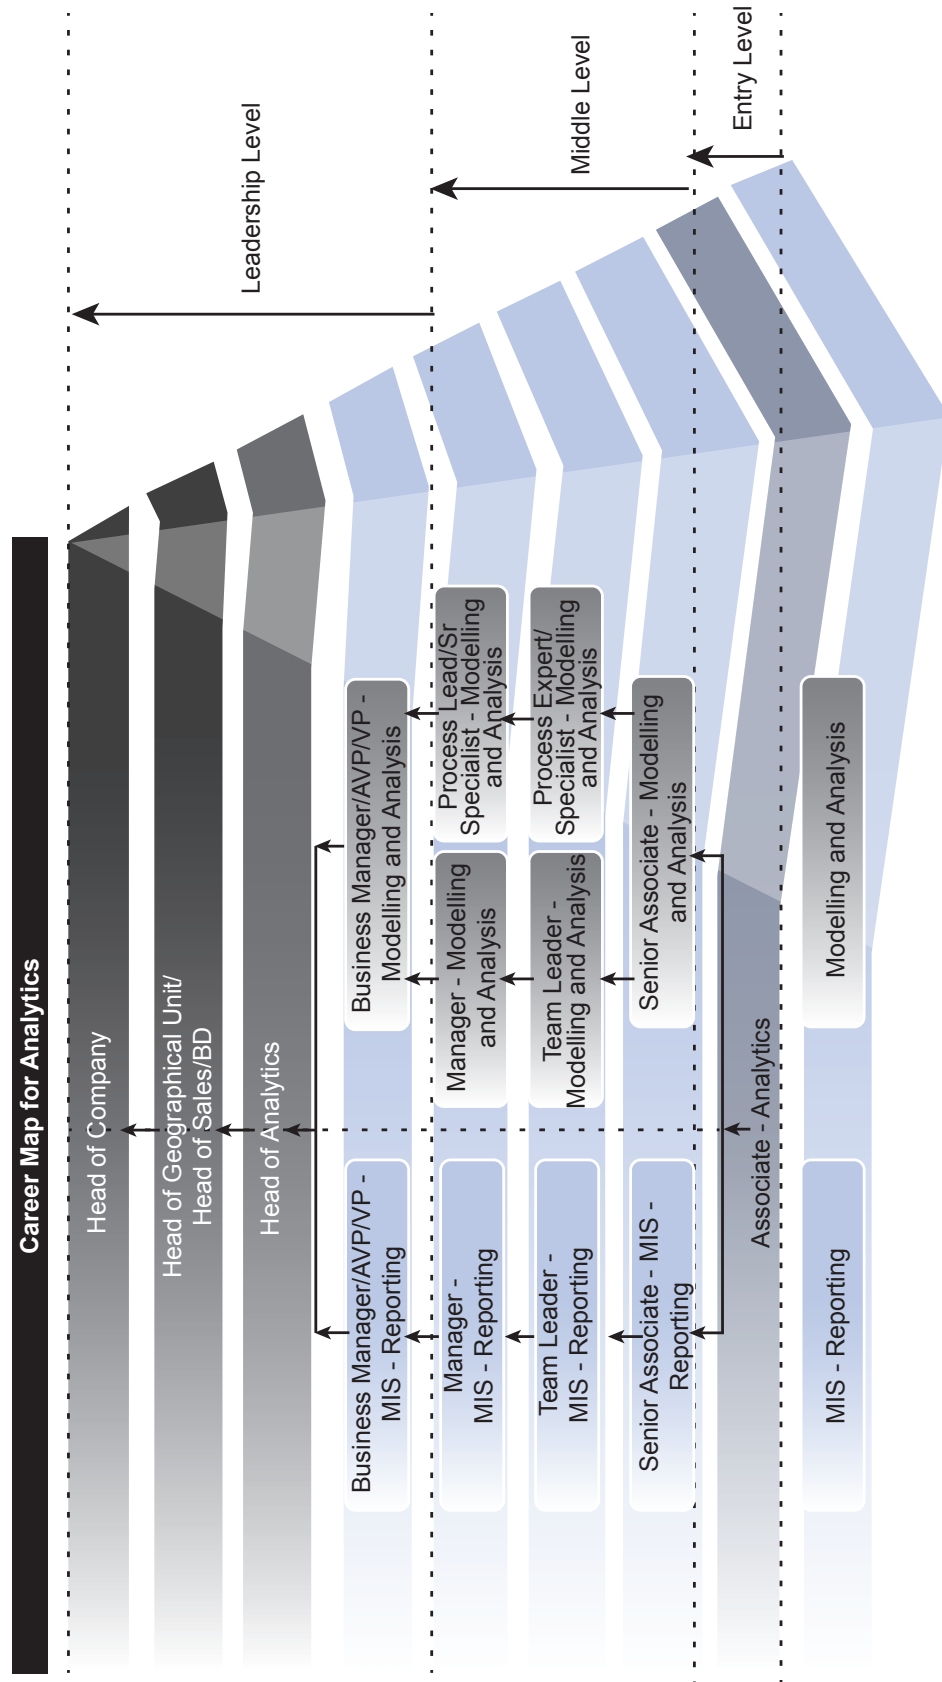 Career Map for Analytics
Head of Company
Head of Geographical Unit/
Head of Sales/BD
Head of Analytics
Leadership Level
Business Manager/AVP/VP -
MIS - Reporting
Business Manager/AVP/VP -
Modelling and Analysis
Manager -
MIS - Reporting
Manager - Modelling
and Analysis
Process Lead/Sr
Specialist - Modelling
and Analysis
Middle Level
Team Leader -
MIS - Reporting
Team Leader -
Modelling and Analysis
Process Expert/
Specialist - Modelling
and Analysis
Senior Associate - MIS -
Reporting
Senior Associate - Modelling
and Analysis
Entry Level
Associate - Analytics
MIS - Reporting
Modelling and Analysis